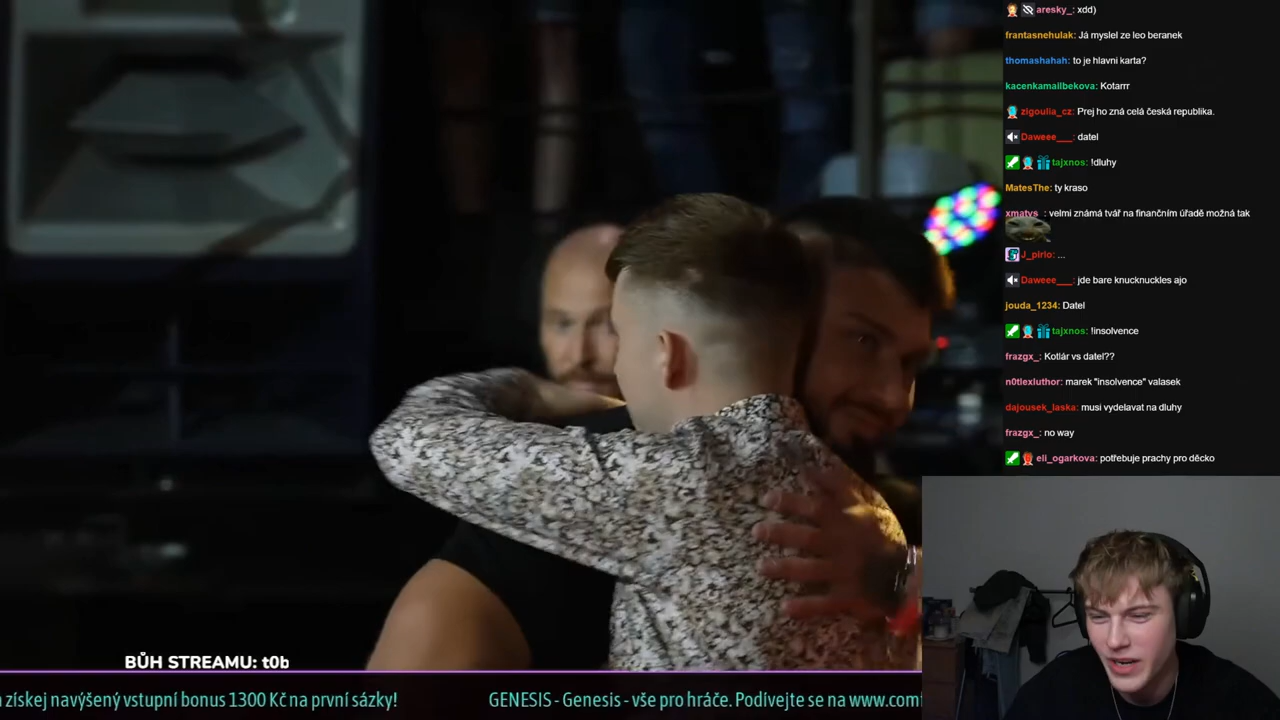 aresky_: xdd)
frantasnehulak: Já myslel ze leo beranek
thomashahah: to je hlavni karta?
kacenkamailbekova: Kotarrr
zigoulia_cz: Prej ho zná celá česká republika.
Daweee___: datel
tajxnos: !dluhy
MatesThe: ty kraso
xmatys_: velmi známá tvář na finančním úřadě možná tak
J_pirlo: ...
Daweee___: jde bare knucknuckles ajo
jouda_1234: Datel
tajxnos: !insolvence
frazgx_: Kotlár vs datel??
n0tlexluthor: marek "insolvence" valasek
dajousek_laska: musi vydelavat na dluhy
frazgx_: no way
eli_ogarkova: potřebuje prachy pro děcko
BŮH STREAMU: t0b
získej navýšený vstupní bonus 1300 Kč na první sázky!
GENESIS - Genesis - vše pro hráče. Podívejte se na www.com